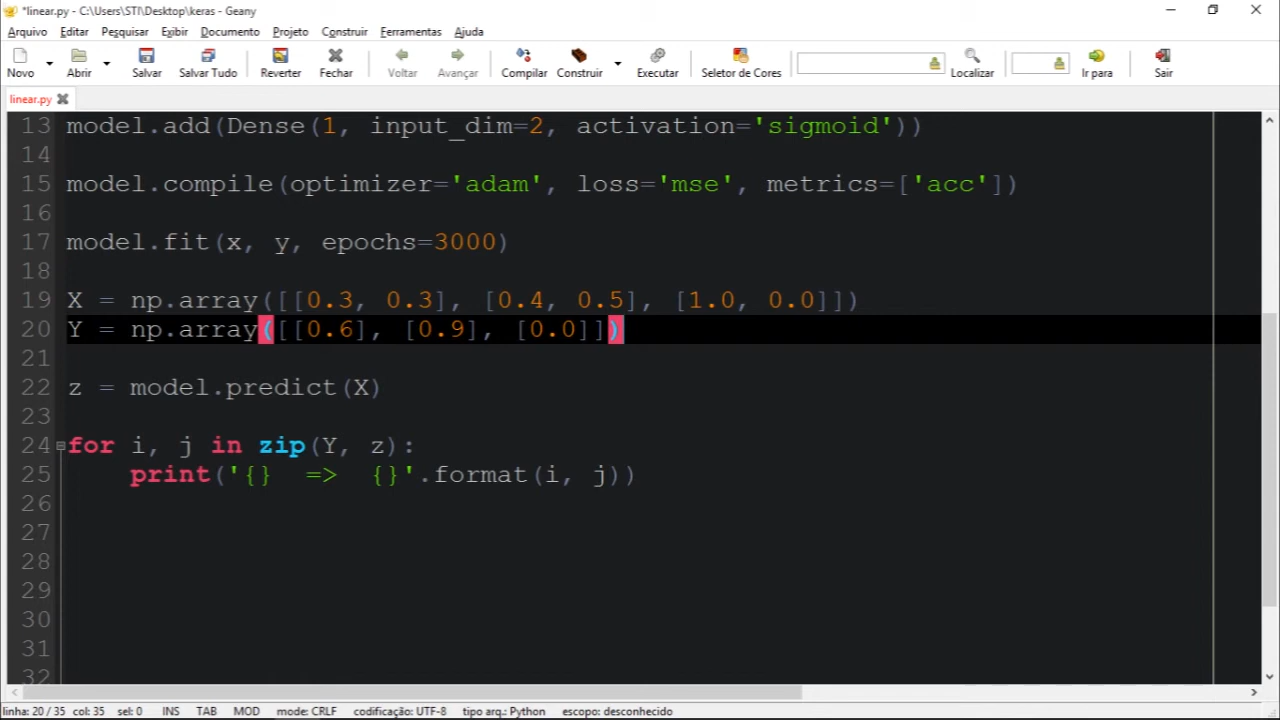 *linear.py - C:\Users\STI\Desktop\keras - Geany
Arquivo Editar Pesquisar Exibir Documento Projeto Construir Ferramentas Ajuda
Novo Abrir Salvar Salvar Tudo Reverter Fechar Voltar Avançar Compilar Construir Executar Seletor de Cores Localizar Ir para Sair
linear.py
13 model.add(Dense(1, input_dim=2, activation='sigmoid'))
14
15 model.compile(optimizer='adam', loss='mse', metrics=['acc'])
16
17 model.fit(x, y, epochs=3000)
18
19 X = np.array([[0.3, 0.3], [0.4, 0.5], [1.0, 0.0]])
20 Y = np.array([[0.6], [0.9], [0.0]])
21
22 z = model.predict(X)
23
24 for i, j in zip(Y, z):
25     print('{}  =>  {}'.format(i, j))
26
27
28
29
30
31
32
linha: 20 / 35 col: 35 sel: 0 INS TAB MOD mode: CRLF codificação: UTF-8 tipo arq.: Python escopo: desconhecido